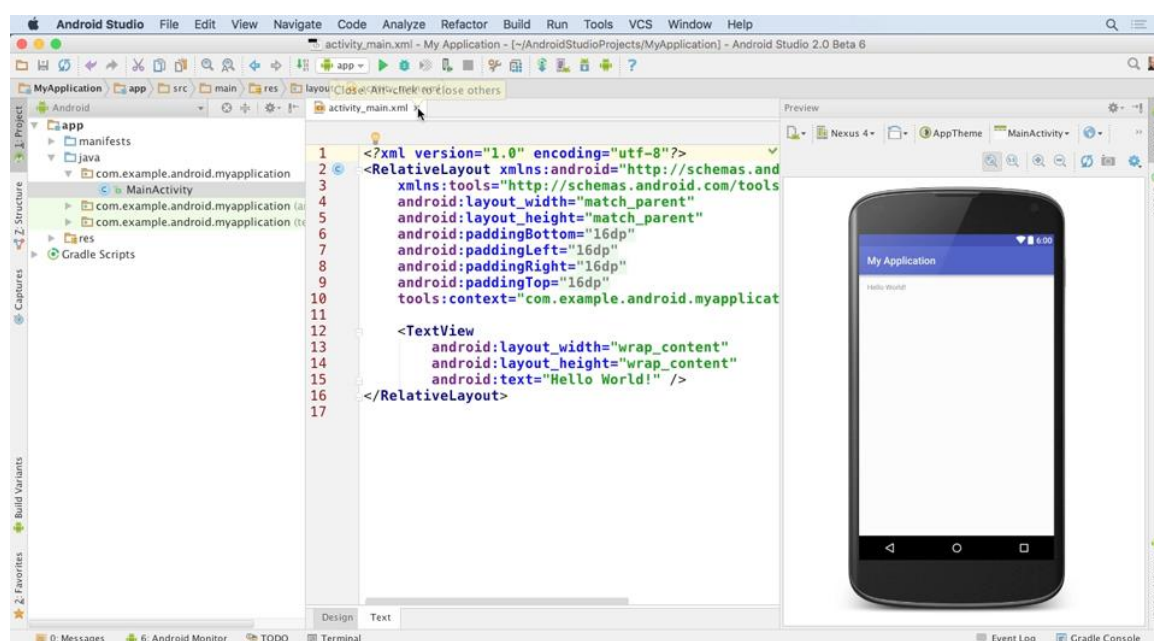 Android Studio File Edit View Navigate Code Analyze Refactor Build Run Tools VCS Window Help
activity_main.xml - My Application - [~/AndroidStudioProjects/MyApplication] - Android Studio 2.0 Beta 6
app
MyApplication app src main res layout
Close. Alt-click to close others
Android
activity_main.xml
Preview
1: Project
app
manifests
java
com.example.android.myapplication
MainActivity
com.example.android.myapplication (a
com.example.android.myapplication (te
res
Gradle Scripts
Z: Structure
Captures
Build Variants
2: Favorites
1 <?xml version="1.0" encoding="utf-8"?>
2 <RelativeLayout xmlns:android="http://schemas.and
3 xmlns:tools="http://schemas.android.com/tools
4 android:layout_width="match_parent"
5 android:layout_height="match_parent"
6 android:paddingBottom="16dp"
7 android:paddingLeft="16dp"
8 android:paddingRight="16dp"
9 android:paddingTop="16dp"
10 tools:context="com.example.android.myapplicat
11
12 <TextView
13 android:layout_width="wrap_content"
14 android:layout_height="wrap_content"
15 android:text="Hello World!" />
16 </RelativeLayout>
17
Design Text
Nexus 4 AppTheme MainActivity
6:00
My Application
Hello World!
0: Messages 6: Android Monitor TODO Terminal Event Log Gradle Console